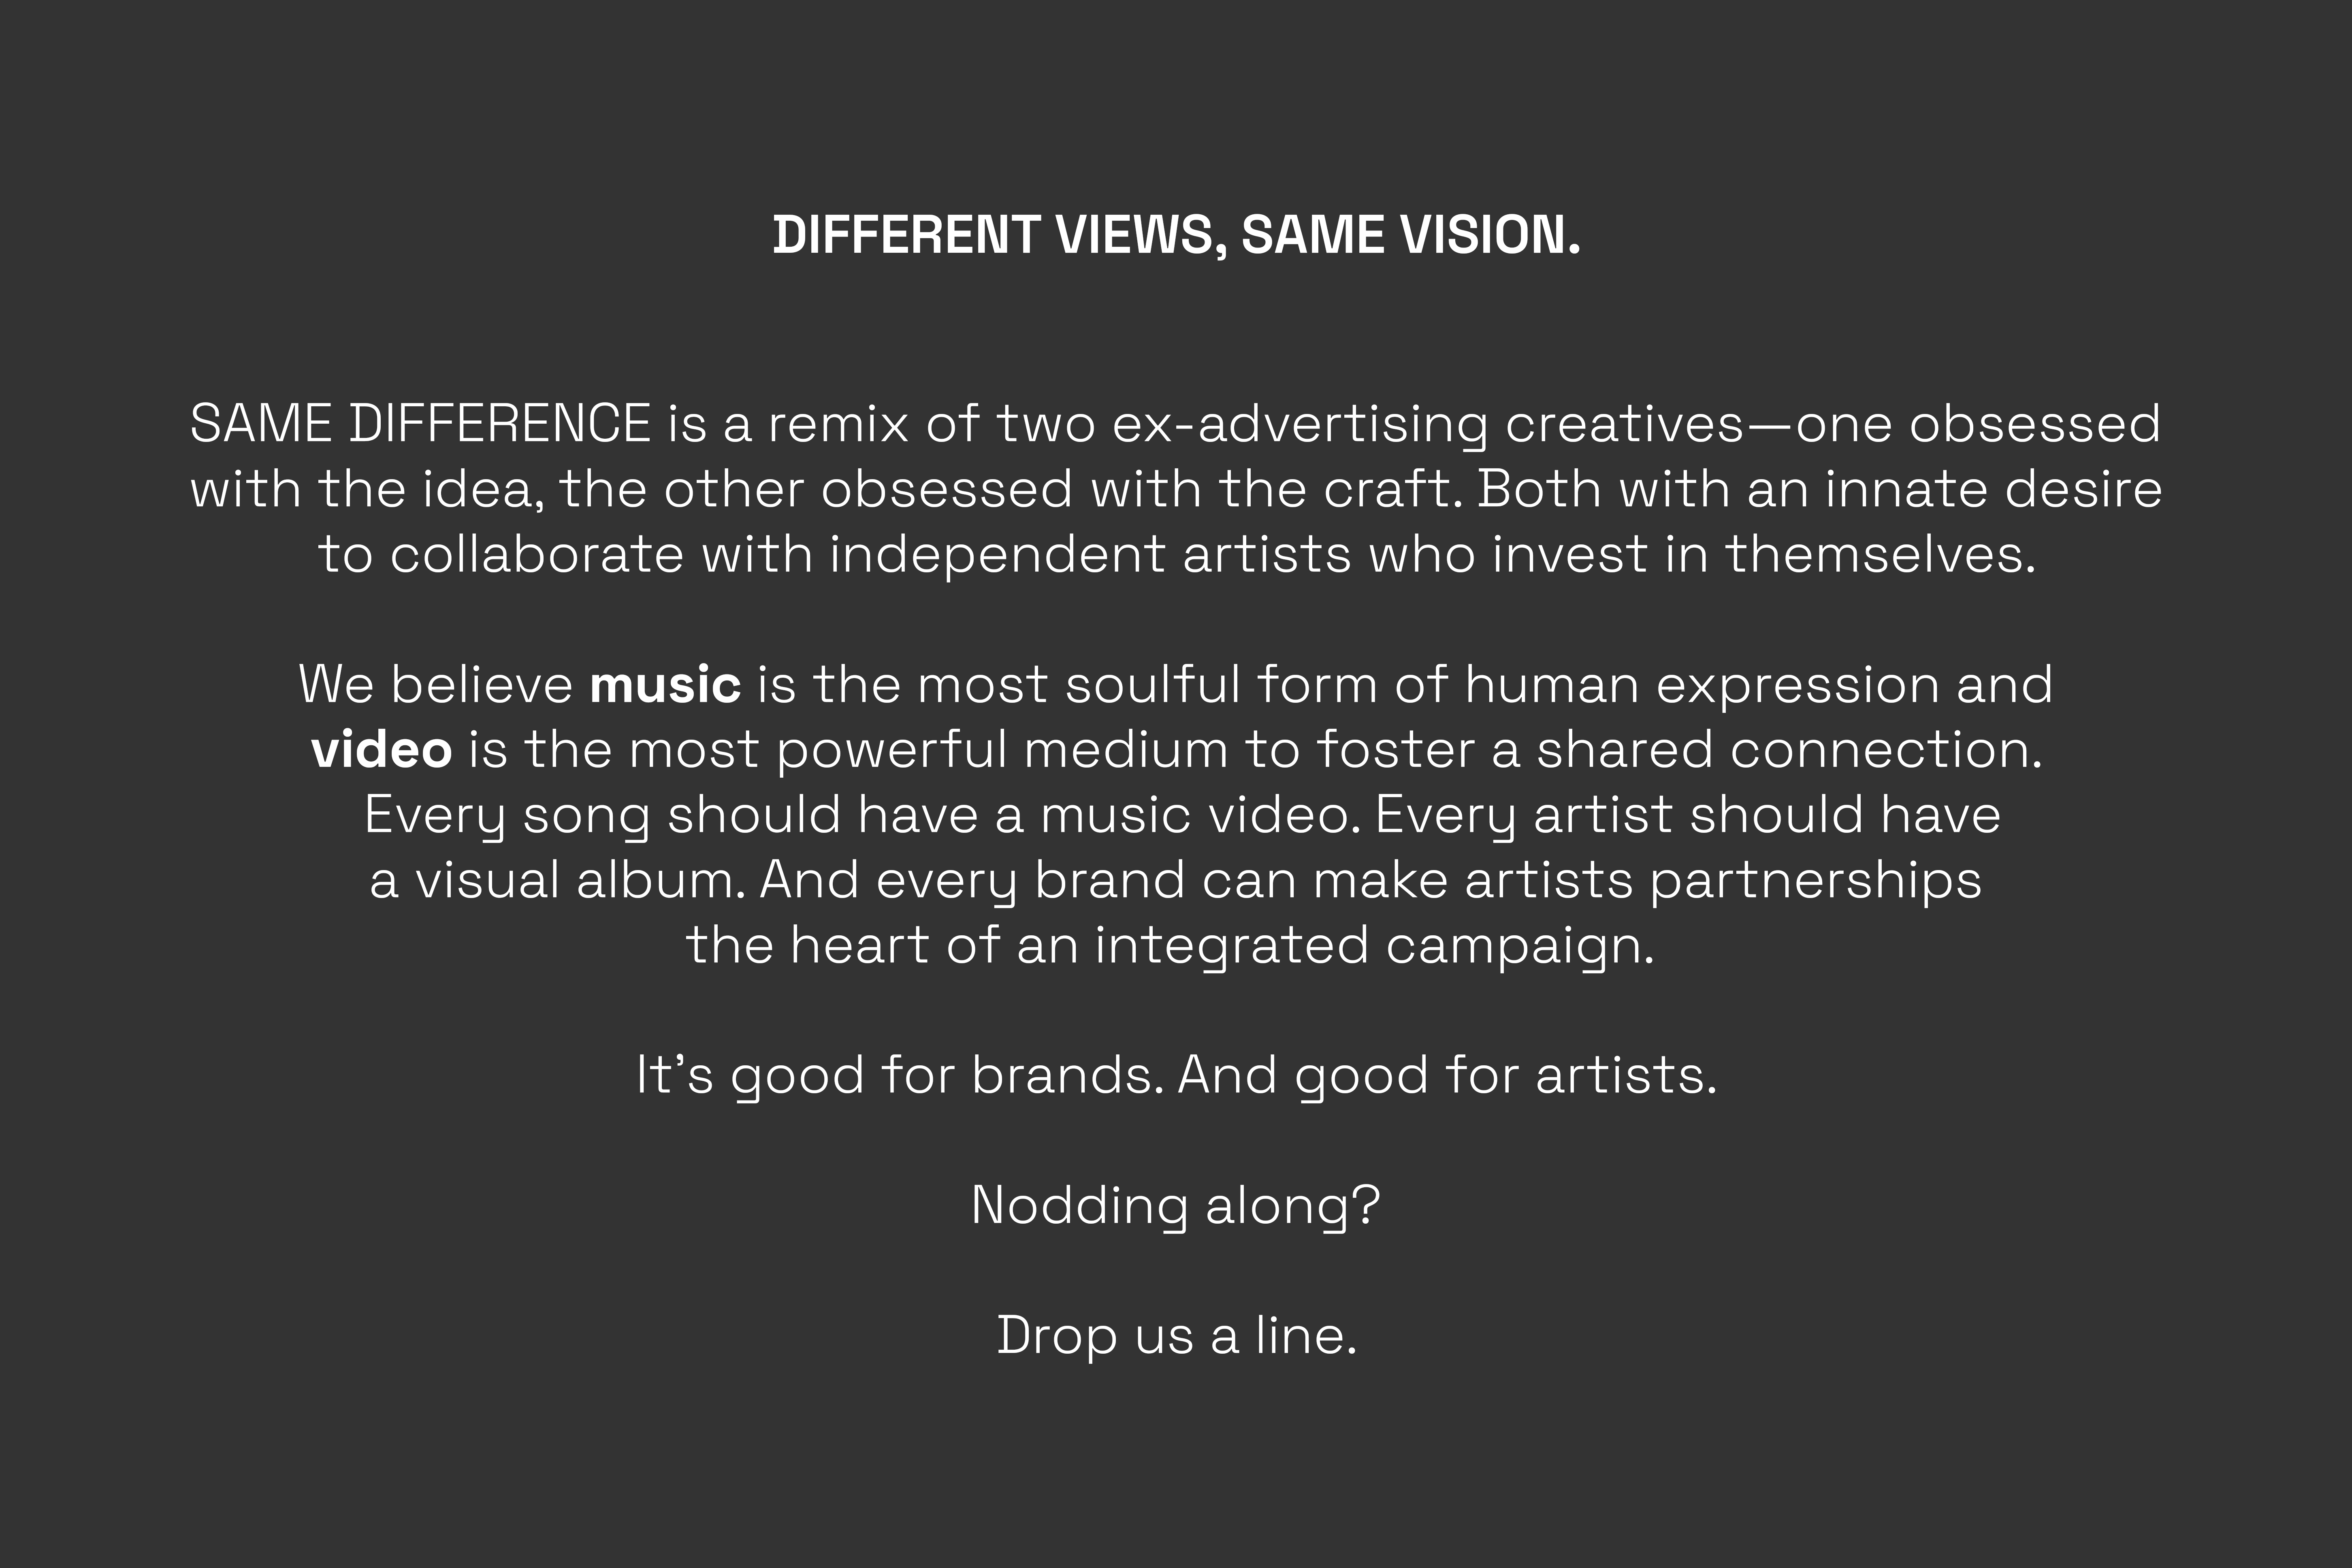 DIFFERENT VIEWS, SAME VISION.
SAME DIFFERENCE is a remix of two ex-advertising creatives—one obsessed
with the idea, the other obsessed with the craft. Both with an innate desire
to collaborate with independent artists who invest in themselves.
We believe music is the most soulful form of human expression and
video is the most powerful medium to foster a shared connection.
Every song should have a music video. Every artist should have
a visual album. And every brand can make artists partnerships
the heart of an integrated campaign.
It’s good for brands. And good for artists.
Nodding along?
Drop us a line.